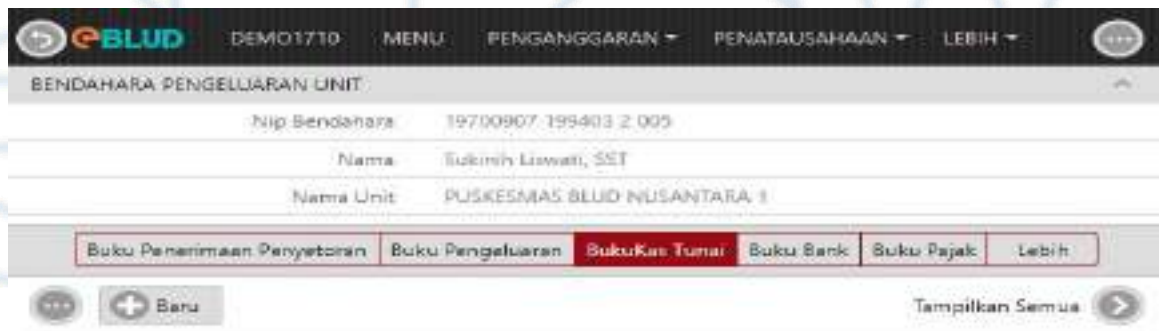 eBLUD DEMO1710 MENU PENGANGGARAN PENATAUSAHAAN LEBIH
BENDAHARA PENGELUARAN UNIT
Nip Bendahara 19700907 199403 2 005
Nama Sukinih Liswati, SST
Nama Unit PUSKESMAS BLUD NUSANTARA 1
Buku Penerimaan Penyetoran Buku Pengeluaran BukuKas Tunai Buku Bank Buku Pajak Lebih
Baru Tampilkan Semua